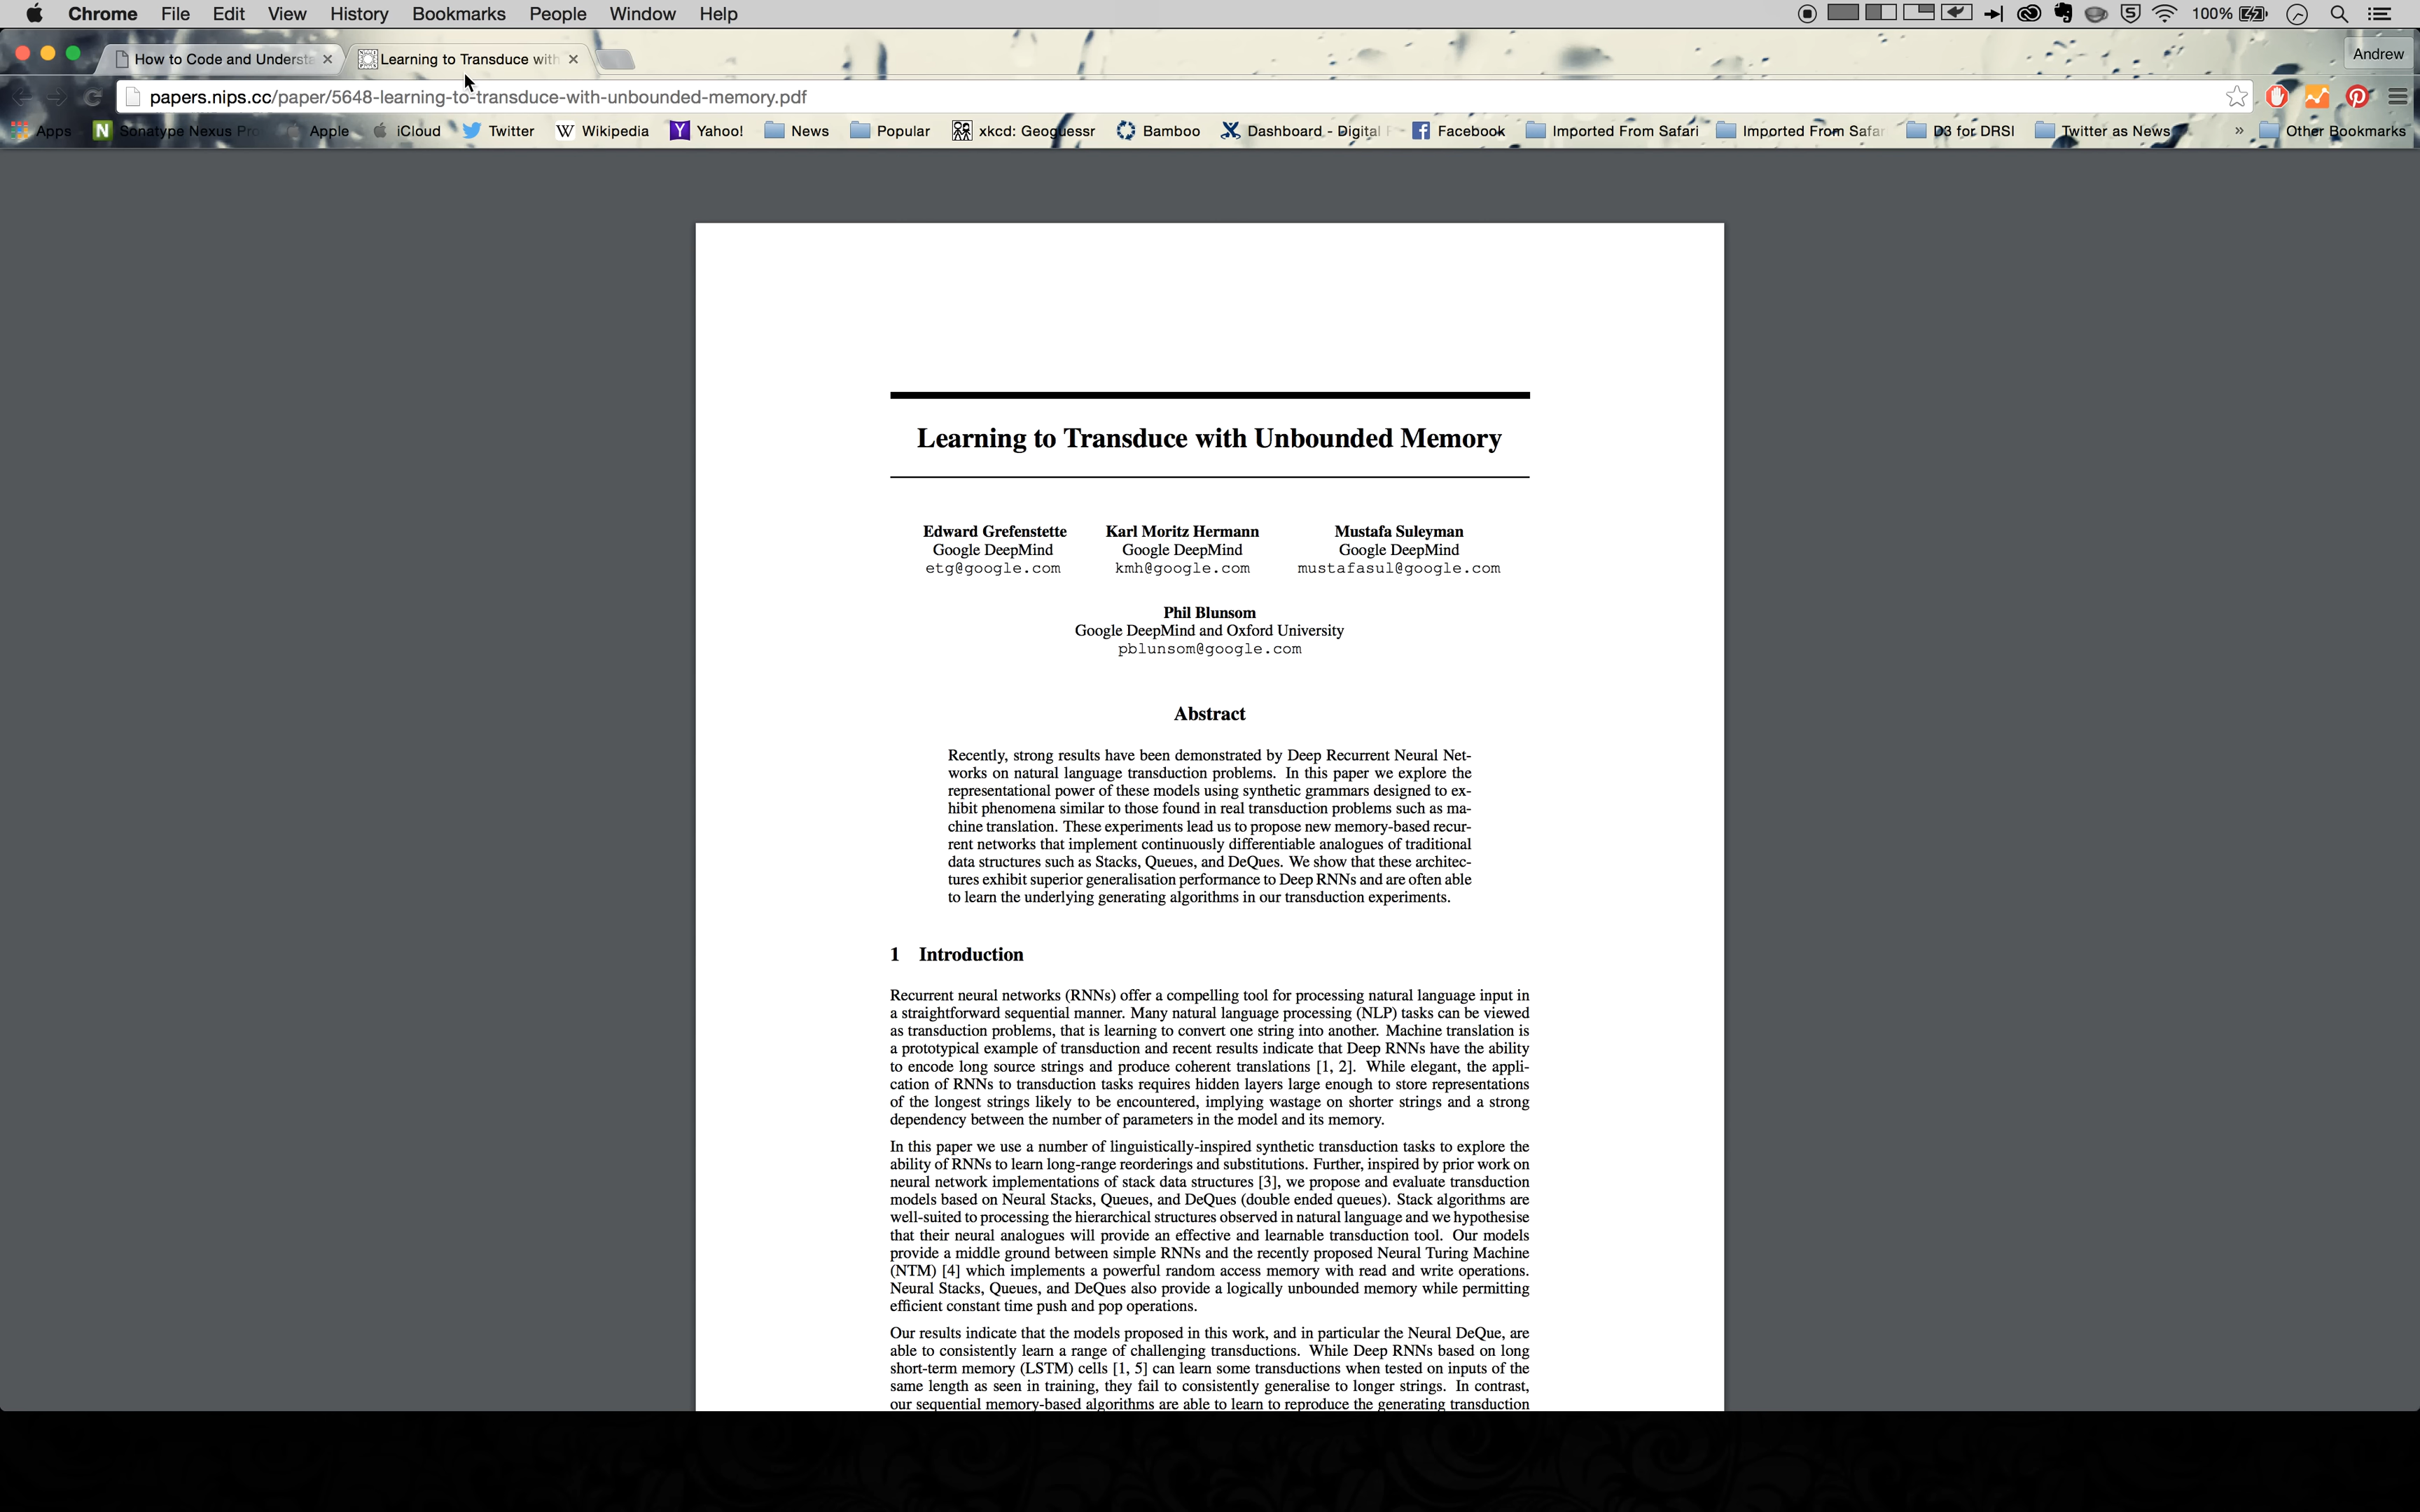 Chrome File Edit View History Bookmarks People Window Help 100%
How to Code and Understa Learning to Transduce with Andrew
papers.nips.cc/paper/5648-learning-to-transduce-with-unbounded-memory.pdf
Apps Sonatype Nexus Pro Apple iCloud Twitter Wikipedia Yahoo! News Popular xkcd: Geoguessr Bamboo Dashboard - Digital Facebook Imported From Safari Imported From Safar D3 for DRSI Twitter as News » Other Bookmarks
Learning to Transduce with Unbounded Memory
Edward Grefenstette Karl Moritz Hermann Mustafa Suleyman
Google DeepMind Google DeepMind Google DeepMind
etg@google.com kmh@google.com mustafasul@google.com
Phil Blunsom
Google DeepMind and Oxford University
pblunsom@google.com
Abstract
Recently, strong results have been demonstrated by Deep Recurrent Neural Net-
works on natural language transduction problems. In this paper we explore the
representational power of these models using synthetic grammars designed to ex-
hibit phenomena similar to those found in real transduction problems such as ma-
chine translation. These experiments lead us to propose new memory-based recur-
rent networks that implement continuously differentiable analogues of traditional
data structures such as Stacks, Queues, and DeQues. We show that these architec-
tures exhibit superior generalisation performance to Deep RNNs and are often able
to learn the underlying generating algorithms in our transduction experiments.
1 Introduction
Recurrent neural networks (RNNs) offer a compelling tool for processing natural language input in
a straightforward sequential manner. Many natural language processing (NLP) tasks can be viewed
as transduction problems, that is learning to convert one string into another. Machine translation is
a prototypical example of transduction and recent results indicate that Deep RNNs have the ability
to encode long source strings and produce coherent translations [1, 2]. While elegant, the appli-
cation of RNNs to transduction tasks requires hidden layers large enough to store representations
of the longest strings likely to be encountered, implying wastage on shorter strings and a strong
dependency between the number of parameters in the model and its memory.
In this paper we use a number of linguistically-inspired synthetic transduction tasks to explore the
ability of RNNs to learn long-range reorderings and substitutions. Further, inspired by prior work on
neural network implementations of stack data structures [3], we propose and evaluate transduction
models based on Neural Stacks, Queues, and DeQues (double ended queues). Stack algorithms are
well-suited to processing the hierarchical structures observed in natural language and we hypothesise
that their neural analogues will provide an effective and learnable transduction tool. Our models
provide a middle ground between simple RNNs and the recently proposed Neural Turing Machine
(NTM) [4] which implements a powerful random access memory with read and write operations.
Neural Stacks, Queues, and DeQues also provide a logically unbounded memory while permitting
efficient constant time push and pop operations.
Our results indicate that the models proposed in this work, and in particular the Neural DeQue, are
able to consistently learn a range of challenging transductions. While Deep RNNs based on long
short-term memory (LSTM) cells [1, 5] can learn some transductions when tested on inputs of the
same length as seen in training, they fail to consistently generalise to longer strings. In contrast,
our sequential memory-based algorithms are able to learn to reproduce the generating transduction